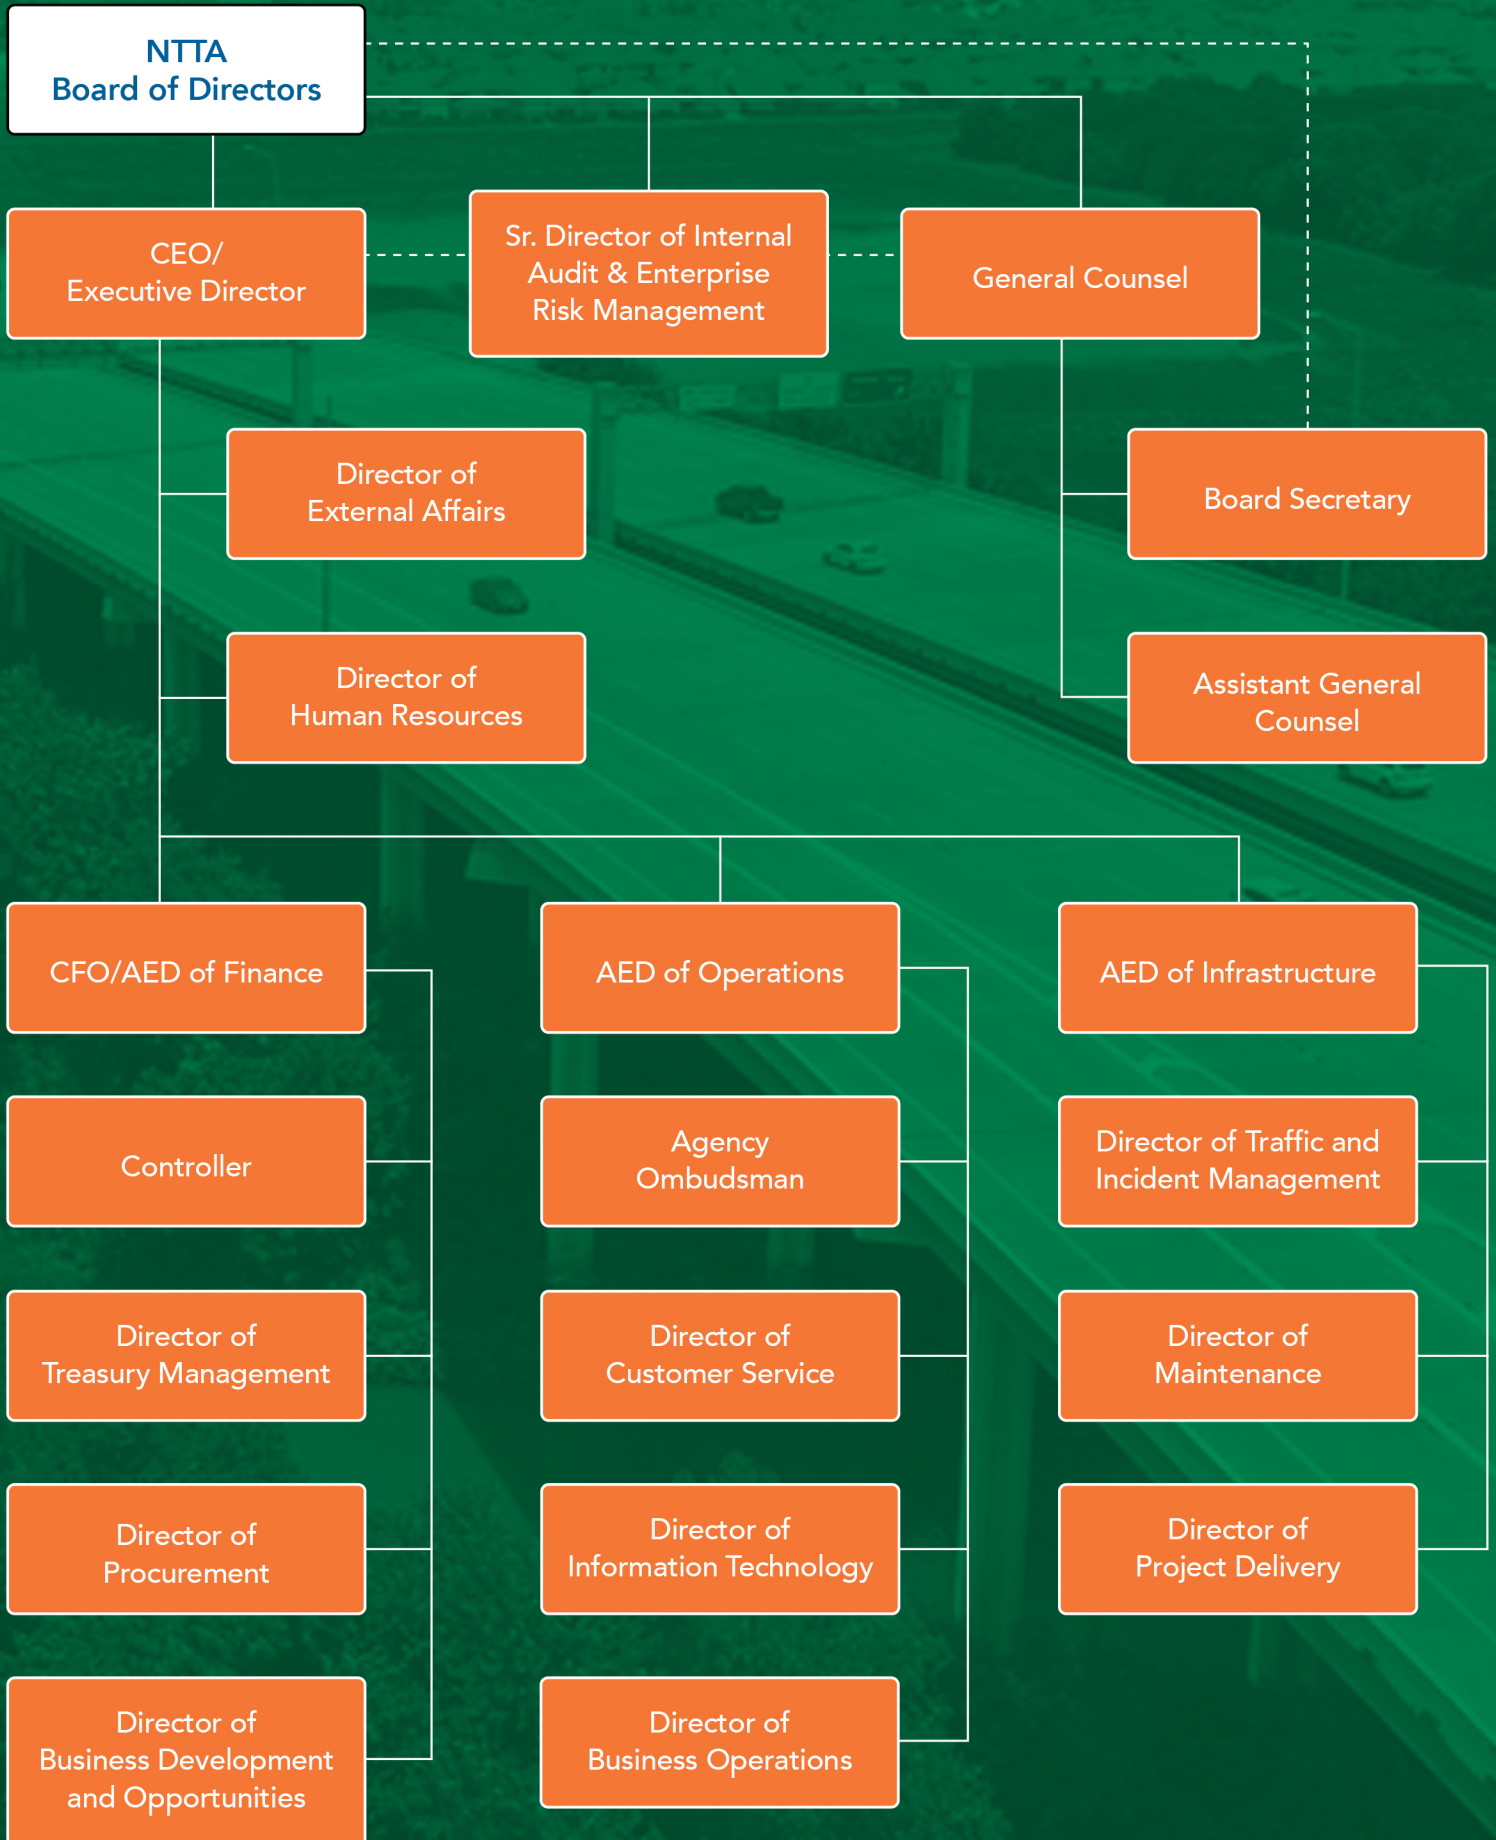 NTTA
Board of Directors
CEO/
Executive Director
Sr. Director of Internal
Audit & Enterprise
Risk Management
General Counsel
Director of
External Affairs
Board Secretary
Director of
Human Resources
Assistant General
Counsel
CFO/AED of Finance
AED of Operations
AED of Infrastructure
Controller
Agency
Ombudsman
Director of Traffic and
Incident Management
Director of
Treasury Management
Director of
Customer Service
Director of
Maintenance
Director of
Procurement
Director of
Information Technology
Director of
Project Delivery
Director of
Business Development
and Opportunities
Director of
Business Operations